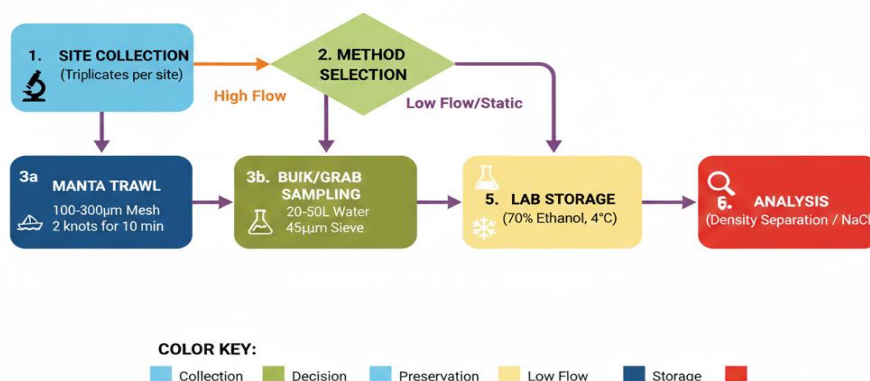 1. SITE COLLECTION
(Triplicates per site)
High Flow
2. METHOD
SELECTION
Low Flow/Static
3a
MANTA TRAWL
100-300µm Mesh
2 knots for 10 min
3b. BUIK/GRAB
SAMPLING
20-50L Water
45µµm Sieve
5. LAB STORAGE
(70% Ethanol, 4°C)
6. ANALYSIS
(Density Separation / NaCl
COLOR KEY:
Collection
Decision
Preservation
Low Flow
Storage